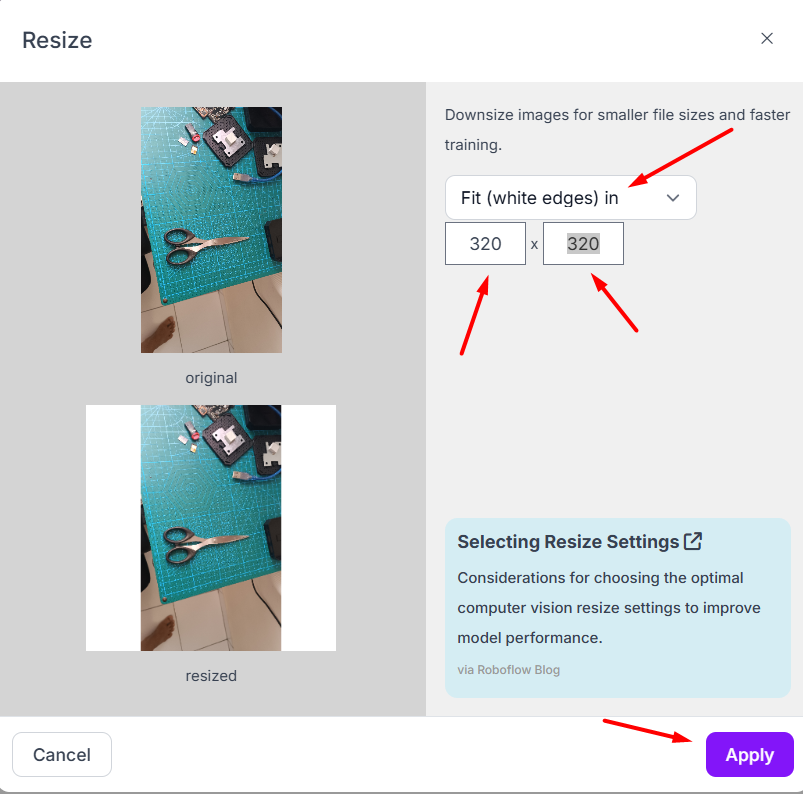 Resize
Downsize images for smaller file sizes and faster
training.
Fit (white edges) in
320 x 320
original
resized
Selecting Resize Settings
Considerations for choosing the optimal
computer vision resize settings to improve
model performance.
via Roboflow Blog
Cancel
Apply